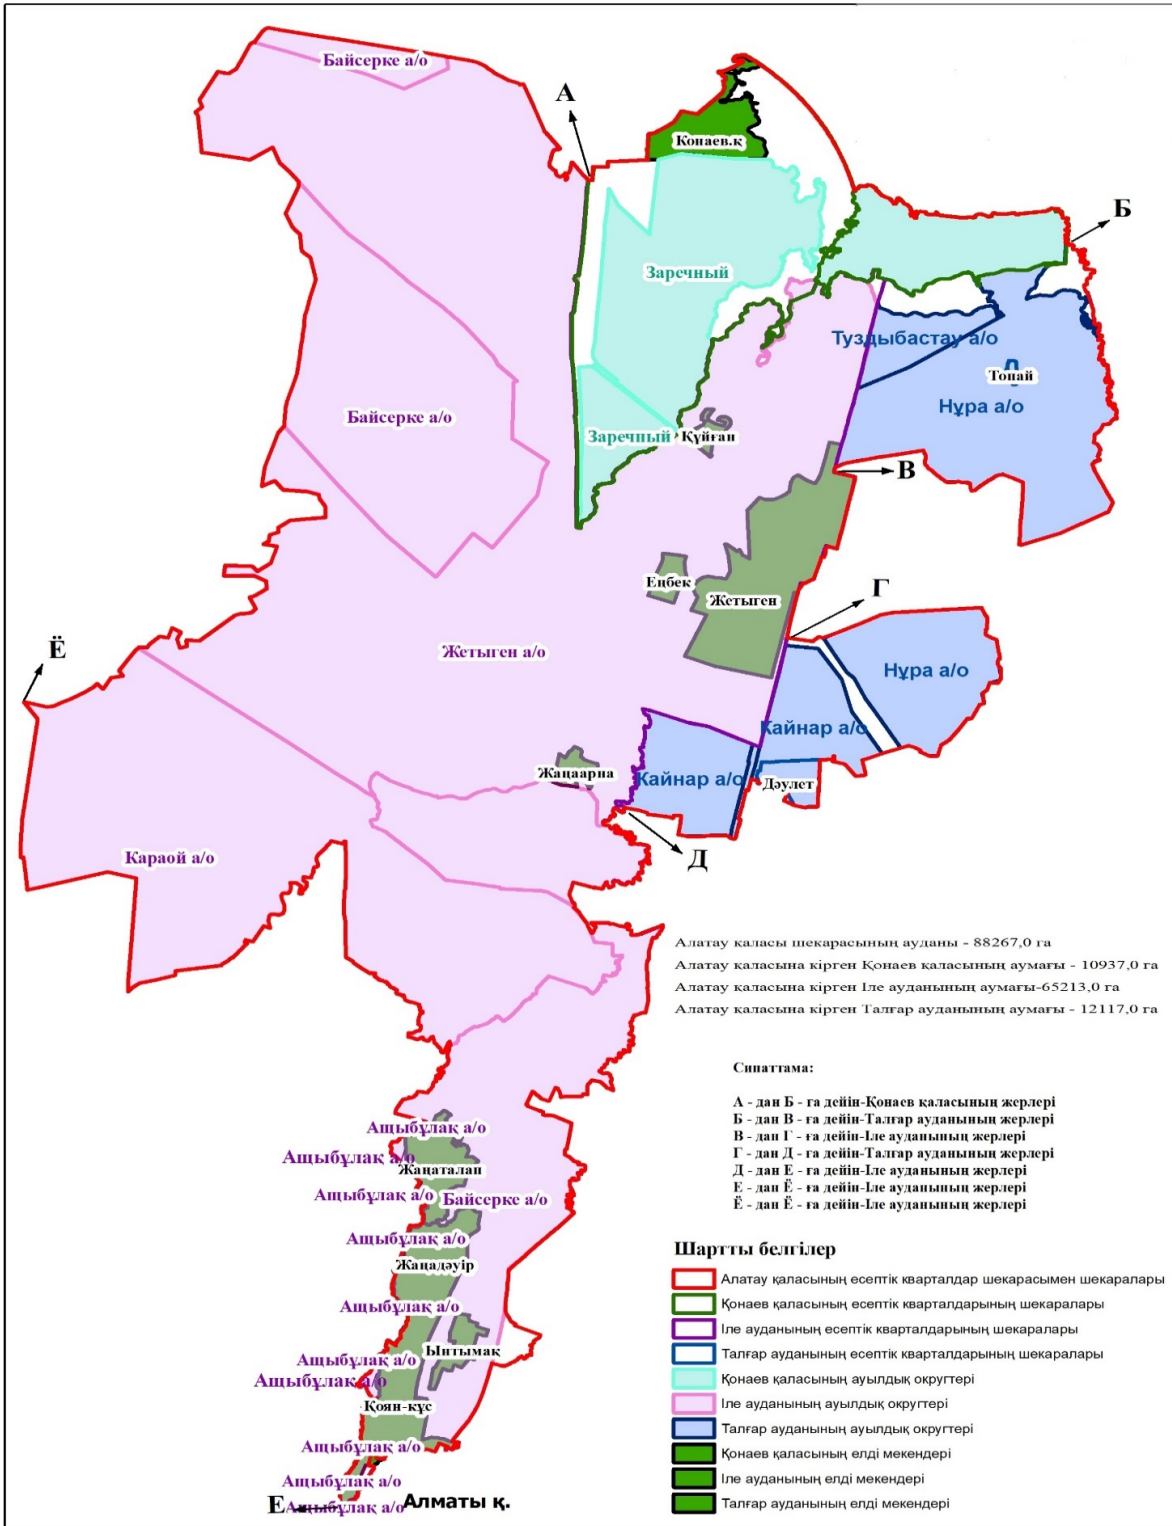 Байсерке а/о
А
Конаев.қ
Б
Заречный
Туздыбастау а/о
Топай
Нұра а/о
Байсерке а/о
Заречный
Құйған
В
Еңбек
Жетыген
Г
Ё
Жетыген а/о
Нұра а/о
Кайнар а/о
Жаңаарна
Кайнар а/о
Дәулет
Караой а/о
Д
Алатау қаласы шекарасының ауданы - 88267,0 га
Алатау қаласына кірген Қонаев қаласының аумағы - 10937,0 га
Алатау қаласына кірген Іле ауданының аумағы-65213,0 га
Алатау қаласына кірген Талғар ауданының аумағы - 12117,0 га
Сипаттама:
А - дан Б - ға дейін-Қонаев қаласының жерлері
Б - дан В - ға дейін-Талғар ауданының жерлері
В - дан Г - ға дейін-Іле ауданының жерлері
Г - дан Д - ға дейін-Талғар ауданының жерлері
Д - дан Е - ға дейін-Іле ауданының жерлері
Е - дан Ё - ға дейін-Іле ауданының жерлері
Ё - дан Ё - ға дейін-Іле ауданының жерлері
Ащыбұлақ а/о
Ащыбұлақ а/о
Жаңаталап
Ащыбұлақ а/о
Байсерке а/о
Ащыбұлақ а/о
Жаңадәуір
Ащыбұлақ а/о
Ынтымақ
Ащыбұлақ а/о
Ащыбұлақ а/о
Қоян-құс
Ащыбұлақ а/о
Ащыбұлақ а/о
Е
Ащыбұлақ а/о
Алматы қ.
Шартты белгілер
Алатау қаласының есептік кварталдар шекарасымен шекаралары
Қонаев қаласының есептік кварталдарының шекаралары
Іле ауданының есептік кварталдарының шекаралары
Талғар ауданының есептік кварталдарының шекаралары
Қонаев қаласының ауылдық округтері
Іле ауданының ауылдық округтері
Талғар ауданының ауылдық округтері
Қонаев қаласының елді мекендері
Іле ауданының елді мекендері
Талғар ауданының елді мекендері